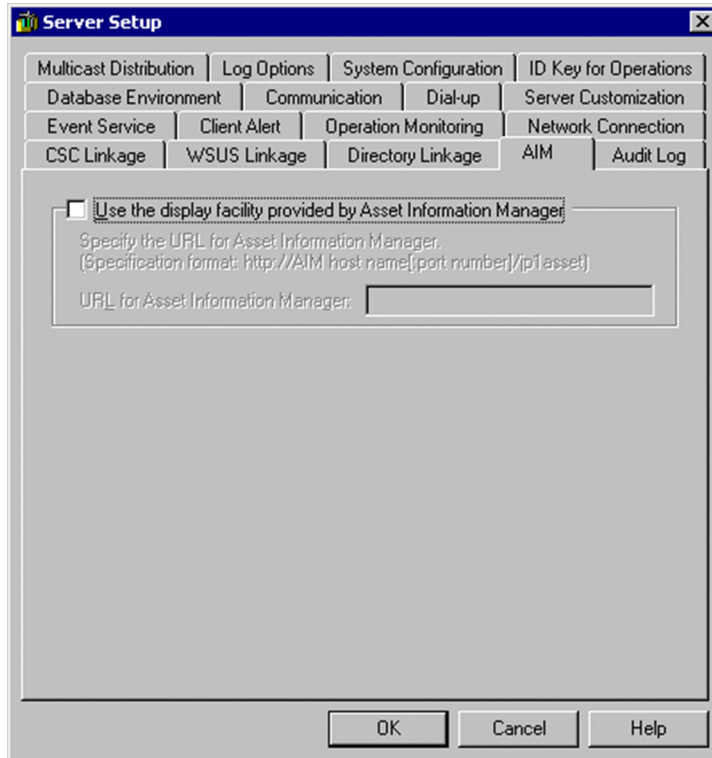 Server Setup
Multicast Distribution Log Options System Configuration ID Key for Operations
Database Environment Communication Dial-up Server Customization
Event Service Client Alert Operation Monitoring Network Connection
CSC Linkage WSUS Linkage Directory Linkage AIM Audit Log
Use the display facility provided by Asset Information Manager
Specify the URL for Asset Information Manager.
(Specification format: http://AIM host name[:port number]/jp1asset)
URL for Asset Information Manager:
OK Cancel Help